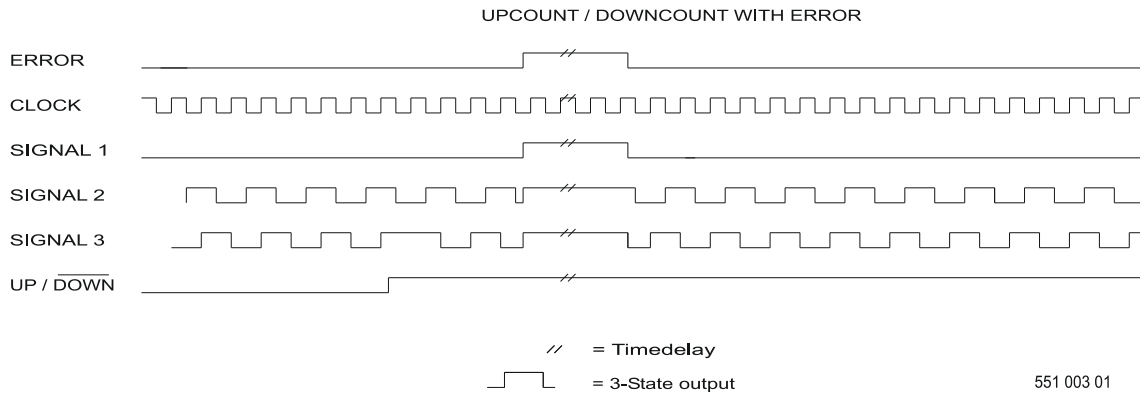 UPCOUNT / DOWNCOUNT WITH ERROR
ERROR
CLOCK
SIGNAL 1
SIGNAL 2
SIGNAL 3
UP / DOWN
// = Timedelay
= 3-State output
551 003 01